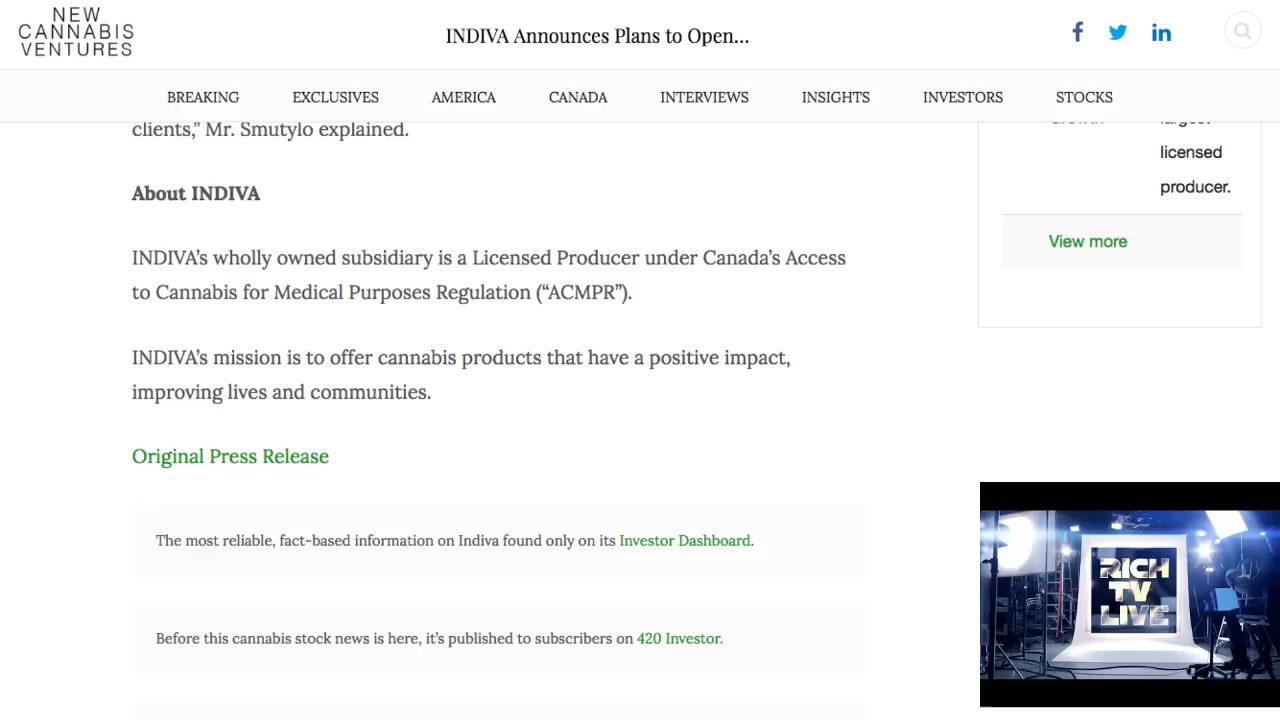 NEW
CANNABIS
VENTURES
INDIVA Announces Plans to Open...
BREAKING EXCLUSIVES AMERICA CANADA INTERVIEWS INSIGHTS INVESTORS STOCKS
clients,” Mr. Smutylo explained.
About INDIVA
INDIVA’s wholly owned subsidiary is a Licensed Producer under Canada’s Access
to Cannabis for Medical Purposes Regulation (“ACMPR”).
INDIVA’s mission is to offer cannabis products that have a positive impact,
improving lives and communities.
Original Press Release
The most reliable, fact-based information on Indiva found only on its Investor Dashboard.
Before this cannabis stock news is here, it’s published to subscribers on 420 Investor.
licensed
producer.
View more
RICH
TV
LIVE